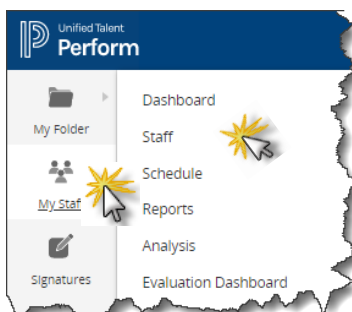 Unified Talent
Perform
My Folder
My Staf
Signatures
Dashboard
Staff
Schedule
Reports
Analysis
Evaluation Dashboard